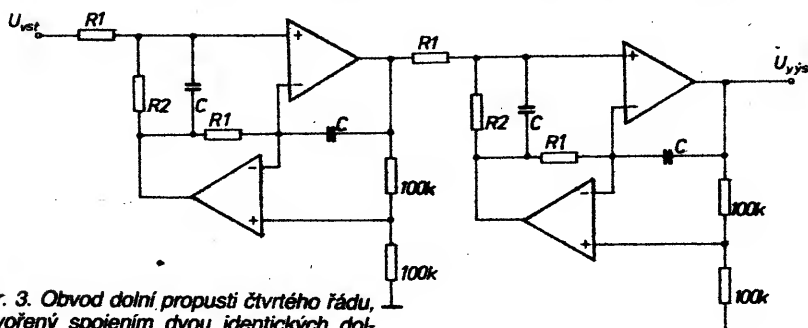 Uvst
R1
R2
C
R1
C
100k
100k
+
−
−
+
R1
R2
C
R1
C
100k
100k
+
−
−
+
Uvýs
r. 3. Obvod dolní propusti čtvrtého řádu,
vořený spojením dvou identických dol-